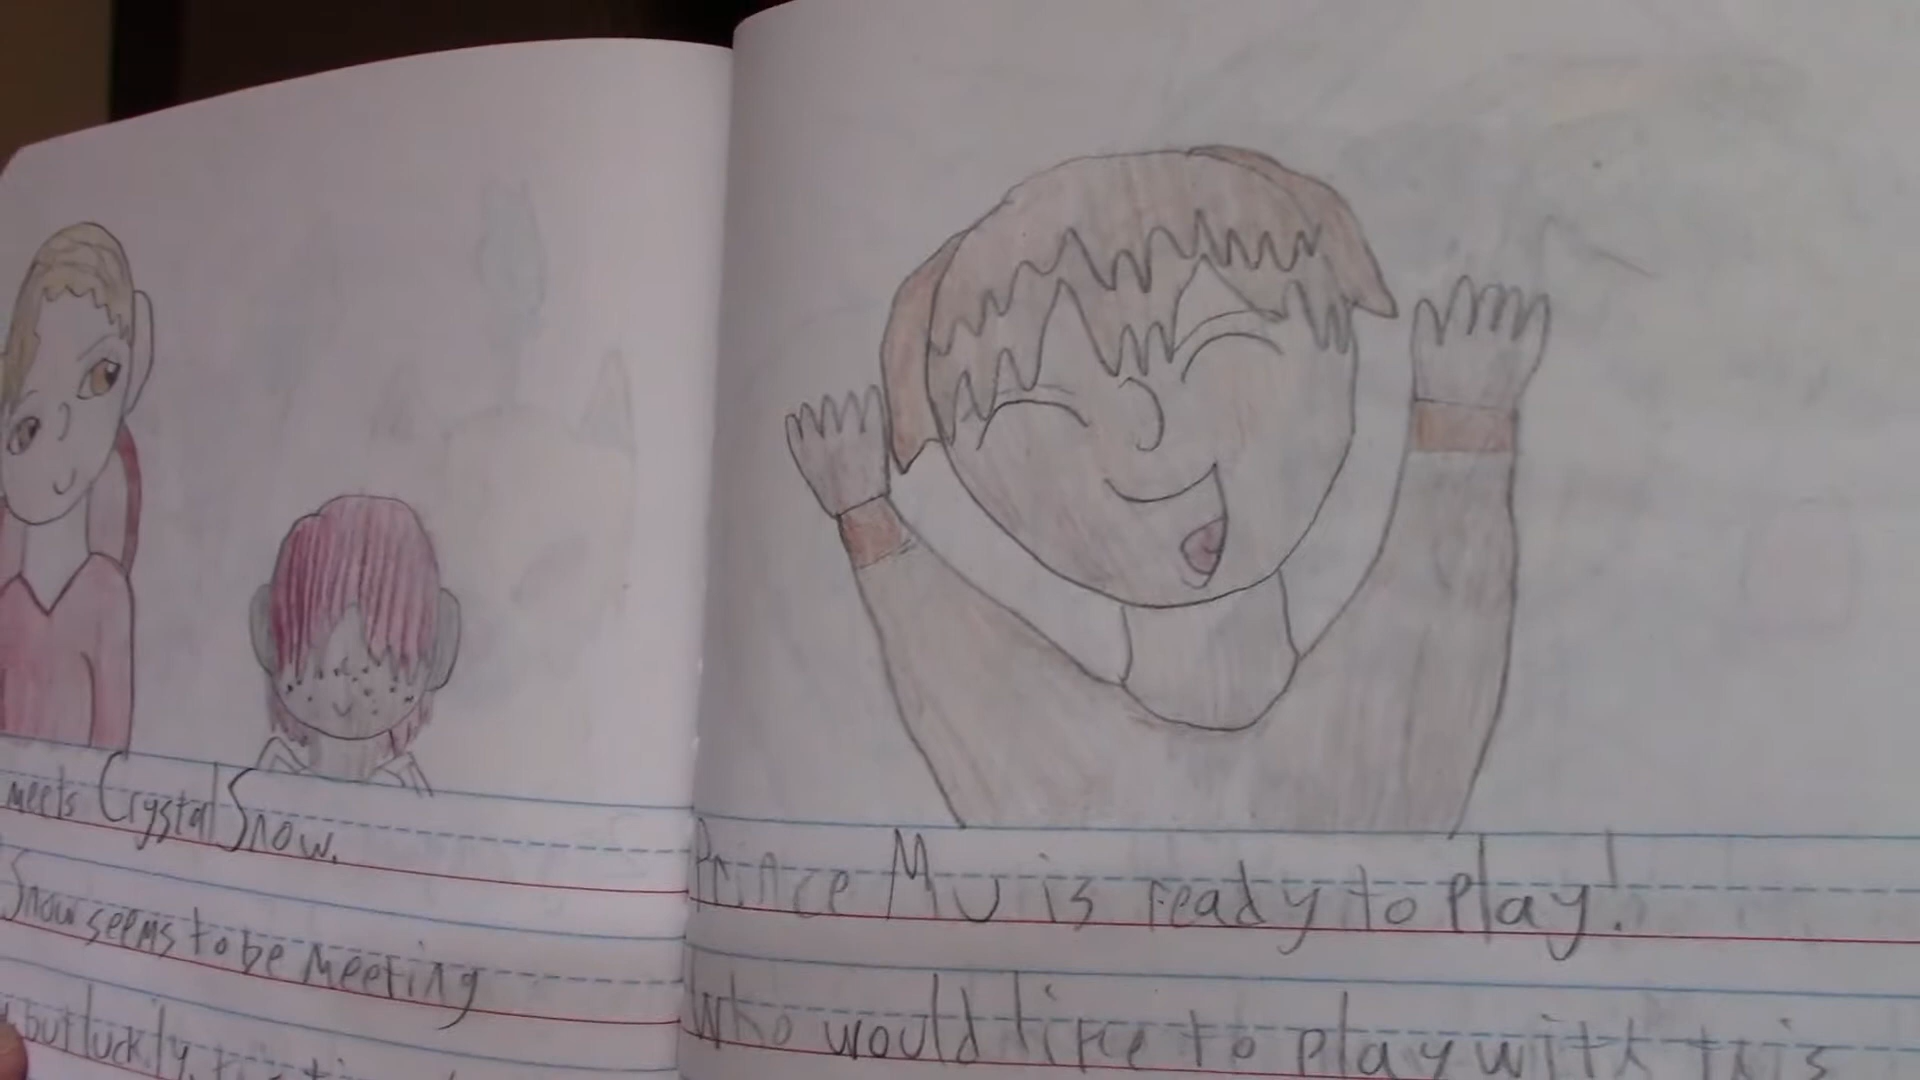 meets Crystal Snow.
Snow seems to be meeting
but luckily,
Prince Mu is ready to play!
Who would like to play with this